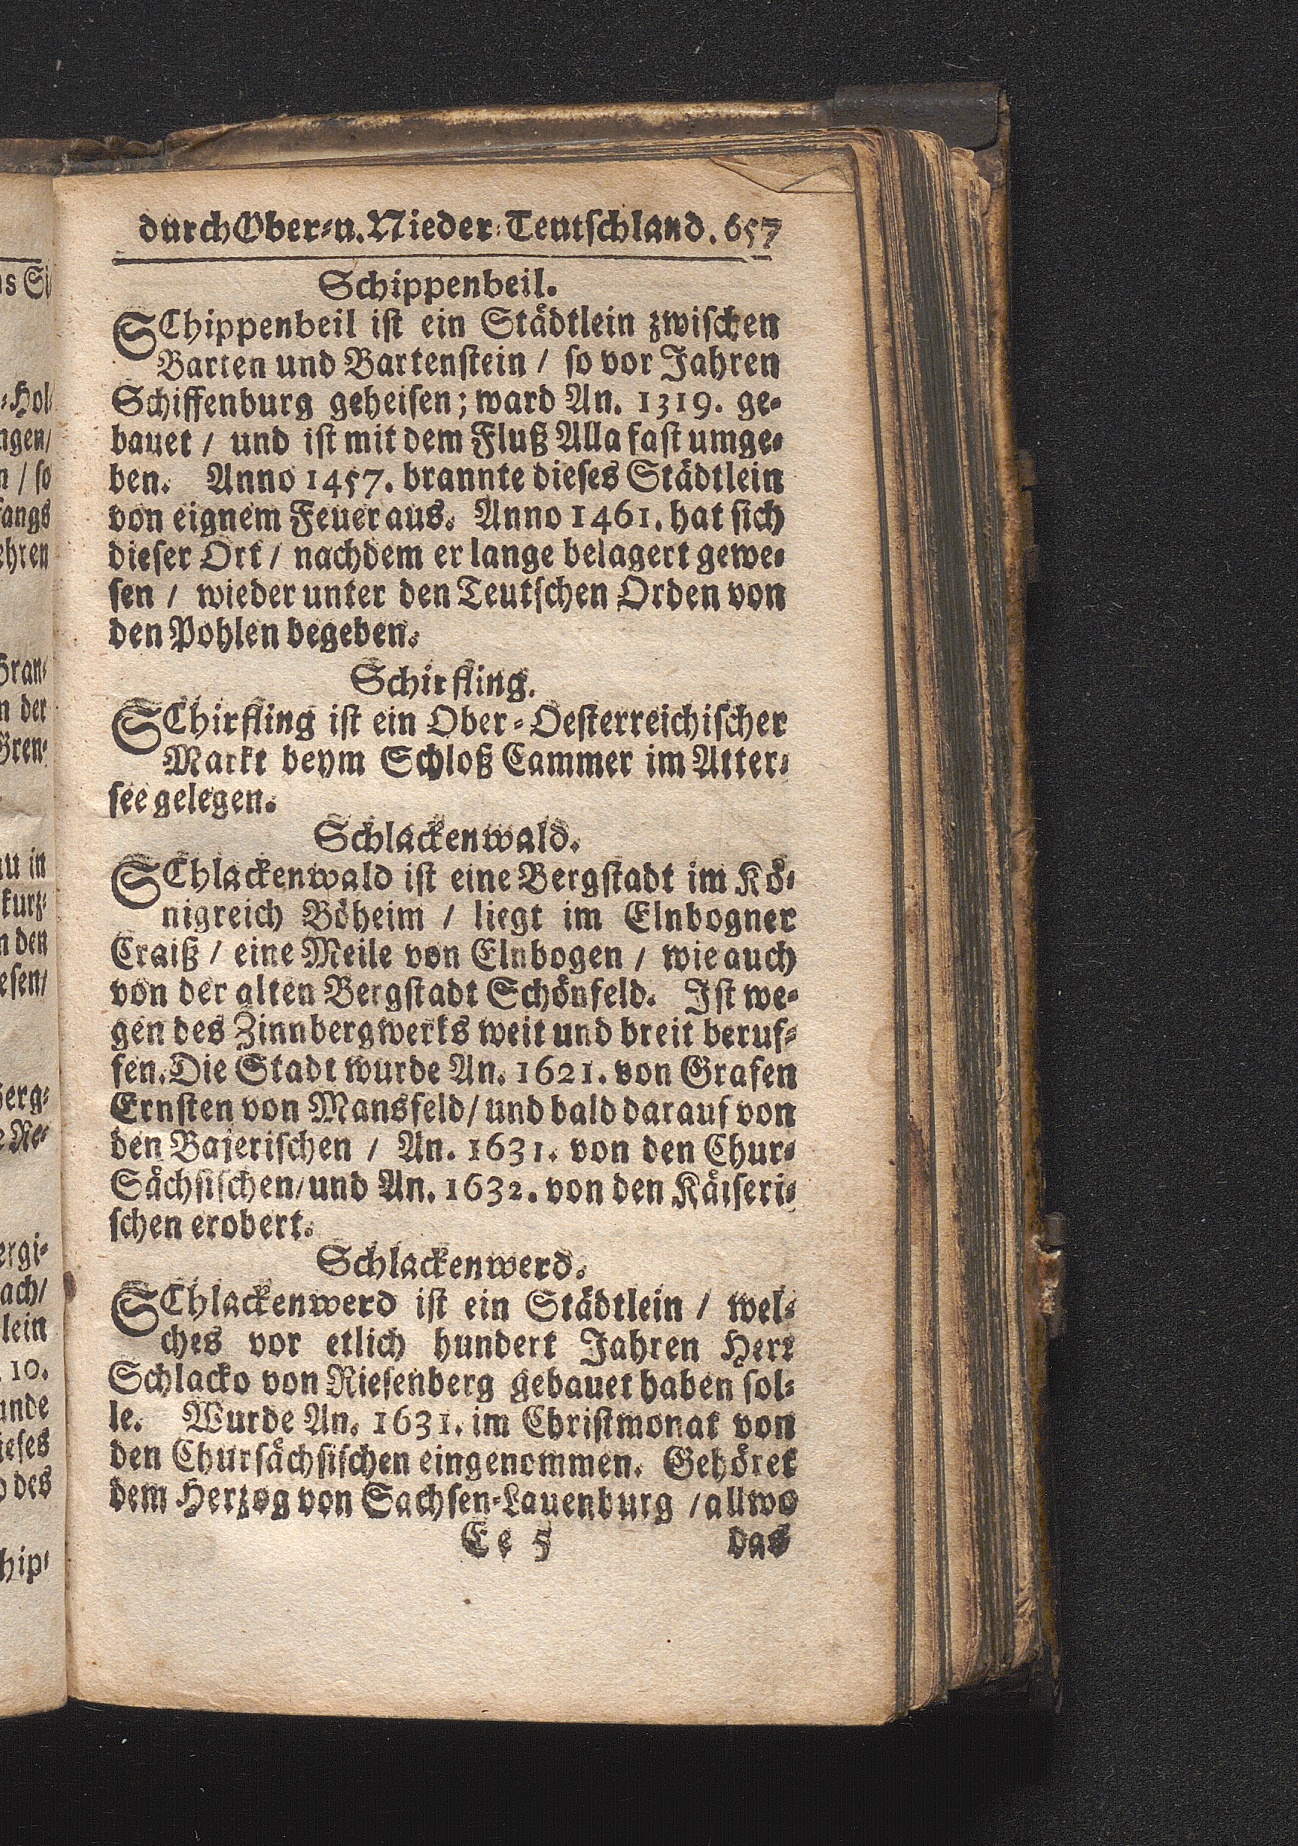 durch Ober-u. Nieder-Teutschland. 657
Schippenbeil.
SChippenbeil ist ein Städtlein zwischen
Barten und Bartenstein / so vor Jahren
Schiffenburg geheisen; ward An. 1319. ge-
bauet / und ist mit dem Fluß Alla fast umge-
ben. Anno 1457. brannte dieses Städtlein
von eignem Feuer aus. Anno 1461. hat sich
dieser Ort / nachdem er lange belagert gewe-
sen / wieder unter den Teutschen Orden von
den Pohlen begeben.
Schirfling.
SChirfling ist ein Ober-Oesterreichischer
Markt beym Schloß Cammer im Atter-
see gelegen.
Schlackenwald.
SChlackenwald ist eine Bergstadt im Kö-
nigreich Böheim / liegt im Elnbogner
Craiß / eine Meile von Elnbogen / wie auch
von der alten Bergstadt Schönfeld. Ist we-
gen des Zinnbergwerks weit und breit beruf-
fen. Die Stadt wurde An. 1621. von Grafen
Ernsten von Mansfeld / und bald darauf von
den Bajerischen / An. 1631. von den Chur-
Sächsischen / und An. 1632. von den Käiseri-
schen erobert.
Schlackenwerd.
SChlackenwerd ist ein Städtlein / wel-
ches vor etlich hundert Jahren Herr
Schlacko von Riesenberg gebauet haben sol-
le. Wurde An. 1631. im Christmonat von
den Chursächsischen eingenommen. Gehöret
dem Hertzog von Sachsen-Lauenburg / allwo
Ee 5 das